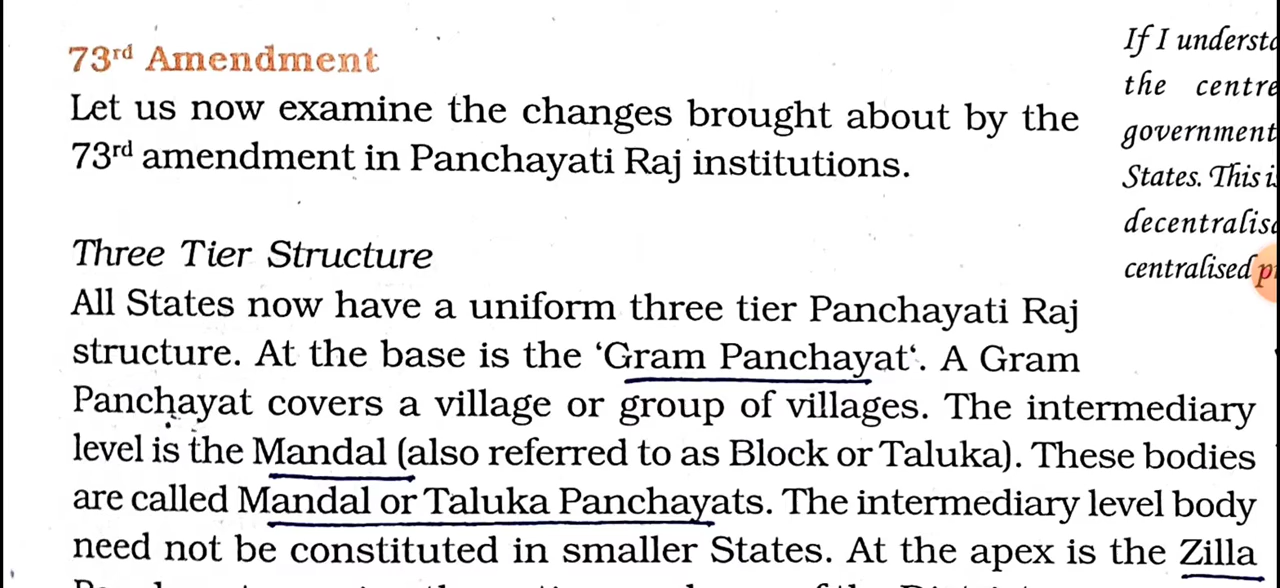 73rd Amendment
Let us now examine the changes brought about by the
73rd amendment in Panchayati Raj institutions.
Three Tier Structure
All States now have a uniform three tier Panchayati Raj
structure. At the base is the ‘Gram Panchayat‘. A Gram
Panchayat covers a village or group of villages. The intermediary
level is the Mandal (also referred to as Block or Taluka). These bodies
are called Mandal or Taluka Panchayats. The intermediary level body
need not be constituted in smaller States. At the apex is the Zilla
If I
the centre
government
States. This
centralised